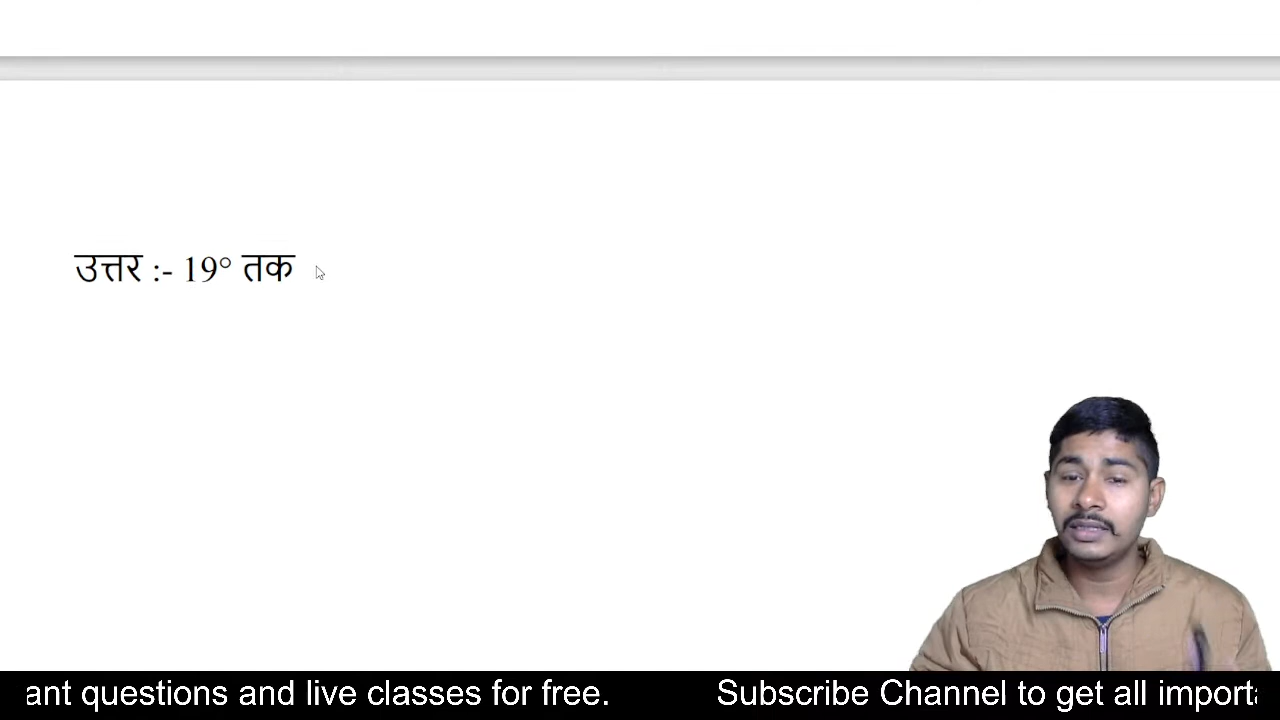 उत्तर :- 19° तक
ant questions and live classes for free. Subscribe Channel to get all import